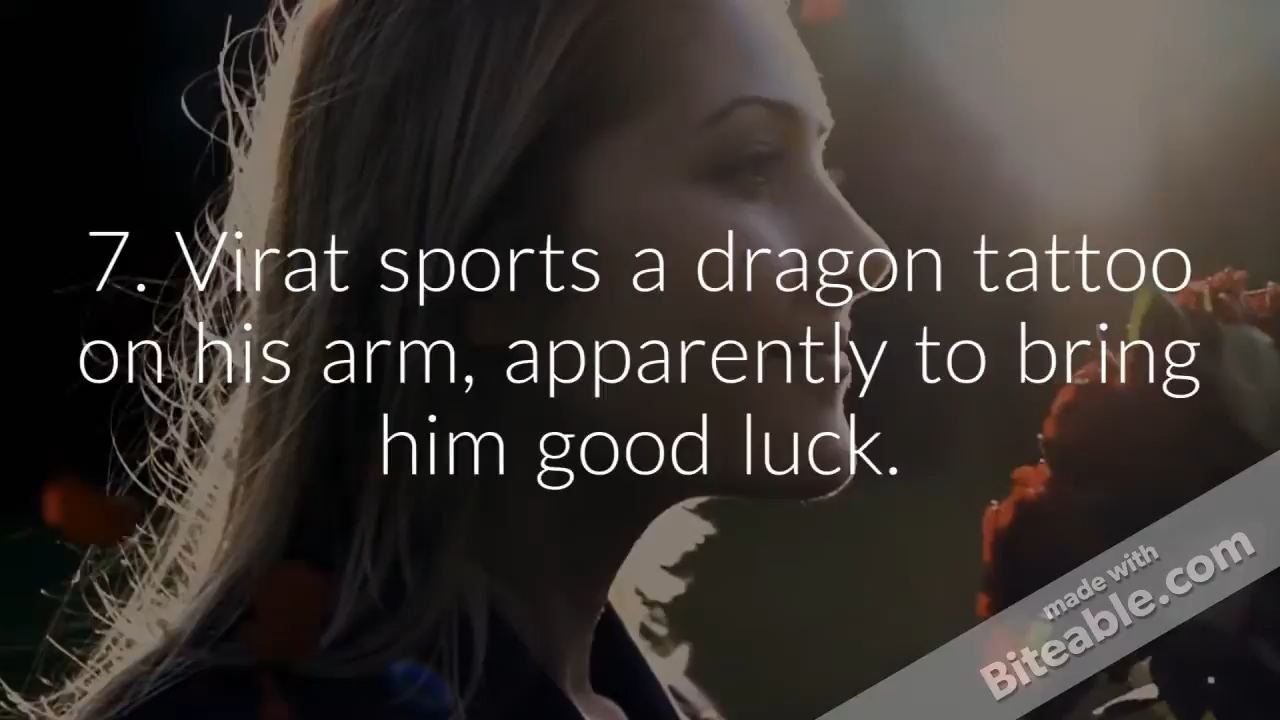 7. Virat sports a dragon tattoo
on his arm, apparently to bring
him good luck.
made with
Biteable.com